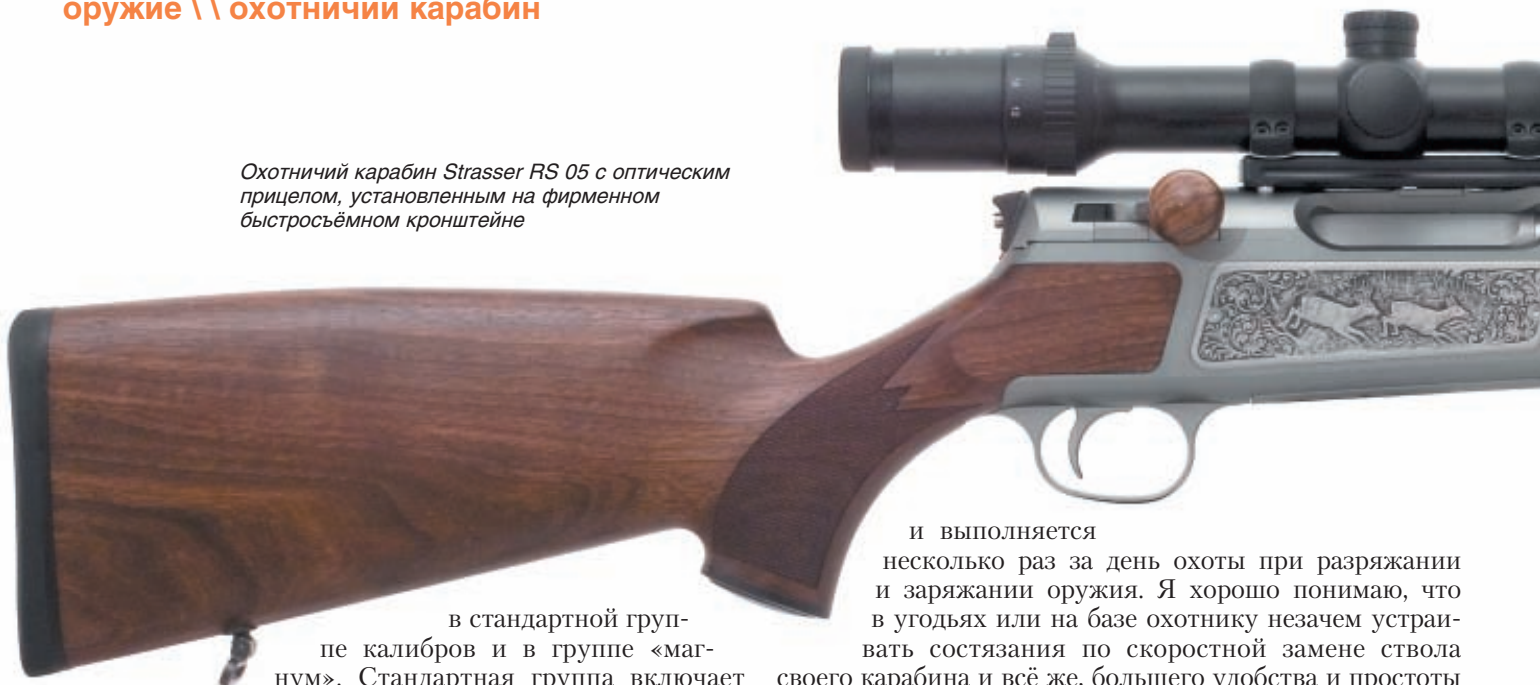 оружие \ \ охотничий карабин
Охотничий карабин Strasser RS 05 с оптическим
прицелом, установленным на фирменном
быстросъёмном кронштейне
в стандартной груп-
пе калибров и в группе «маг-
нум». Стандартная группа включает
и выполняется
несколько раз за день охоты при разряжании
и заряжании оружия. Я хорошо понимаю, что
в угодьях или на базе охотнику незачем устраи-
вать состязания по скоростной замене ствола
своего карабина и всё же, большего удобства и простоты